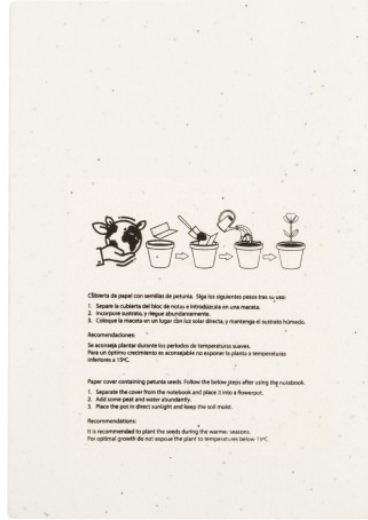 Cubierta de papel con semillas de petunia. Siga los siguientes pasos tras su uso:
1. Separe la cubierta del bloc de notas e introdúzcala en una maceta.
2. Incorpore sustrato, y riegue abundantemente.
3. Coloque la maceta en un lugar con luz solar directa, y mantenga el sustrato húmedo.
Recomendaciones:
Se aconseja plantar durante los periodos de temperaturas suaves.
Para un óptimo crecimiento es aconsejable no exponer la planta a temperaturas
inferiores a 15ºC.
Paper cover containing petunia seeds. Follow the below steps after using the notebook.
1. Separate the cover from the notebook and place it into a flowerpot.
2. Add some peat and water abundantly.
3. Place the pot in direct sunlight and keep the soil moist.
Recommendations:
It is recommended to plant the seeds during the warmer seasons.
For optimal growth do not expose the plant to temperatures below 15ºC.